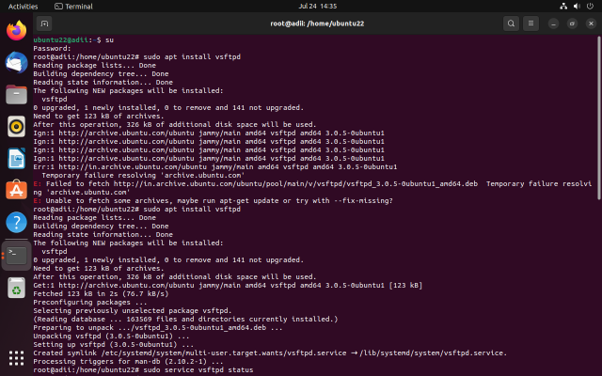 Activities
Terminal
Jul 24 14:35
root@adii: /home/ubuntu22
ubuntu22@adii:~$ su
Password:
root@adii:/home/ubuntu22# sudo apt install vsftpd
Reading package lists... Done
Building dependency tree... Done
Reading state information... Done
The following NEW packages will be installed:
  vsftpd
0 upgraded, 1 newly installed, 0 to remove and 141 not upgraded.
Need to get 123 kB of archives.
After this operation, 326 kB of additional disk space will be used.
Ign:1 http://archive.ubuntu.com/ubuntu jammy/main amd64 vsftpd amd64 3.0.5-0ubuntu1
Ign:1 http://archive.ubuntu.com/ubuntu jammy/main amd64 vsftpd amd64 3.0.5-0ubuntu1
Ign:1 http://archive.ubuntu.com/ubuntu jammy/main amd64 vsftpd amd64 3.0.5-0ubuntu1
Ign:1 http://archive.ubuntu.com/ubuntu jammy/main amd64 vsftpd amd64 3.0.5-0ubuntu1
Err:1 http://in.archive.ubuntu.com/ubuntu jammy/main amd64 vsftpd amd64 3.0.5-0ubuntu1
  Temporary failure resolving 'archive.ubuntu.com'
E: Failed to fetch http://in.archive.ubuntu.com/ubuntu/pool/main/v/vsftpd/vsftpd_3.0.5-0ubuntu1_amd64.deb  Temporary failure resolvi
ng 'archive.ubuntu.com'
E: Unable to fetch some archives, maybe run apt-get update or try with --fix-missing?
root@adii:/home/ubuntu22# sudo apt install vsftpd
Reading package lists... Done
Building dependency tree... Done
Reading state information... Done
The following NEW packages will be installed:
  vsftpd
0 upgraded, 1 newly installed, 0 to remove and 141 not upgraded.
Need to get 123 kB of archives.
After this operation, 326 kB of additional disk space will be used.
Get:1 http://archive.ubuntu.com/ubuntu jammy/main amd64 vsftpd amd64 3.0.5-0ubuntu1 [123 kB]
Fetched 123 kB in 2s (76.7 kB/s)
Preconfiguring packages ...
Selecting previously unselected package vsftpd.
(Reading database ... 163569 files and directories currently installed.)
Preparing to unpack .../vsftpd_3.0.5-0ubuntu1_amd64.deb ...
Unpacking vsftpd (3.0.5-0ubuntu1) ...
Setting up vsftpd (3.0.5-0ubuntu1) ...
Created symlink /etc/systemd/system/multi-user.target.wants/vsftpd.service → /lib/systemd/system/vsftpd.service.
Processing triggers for man-db (2.10.2-1) ...
root@adii:/home/ubuntu22# sudo service vsftpd status